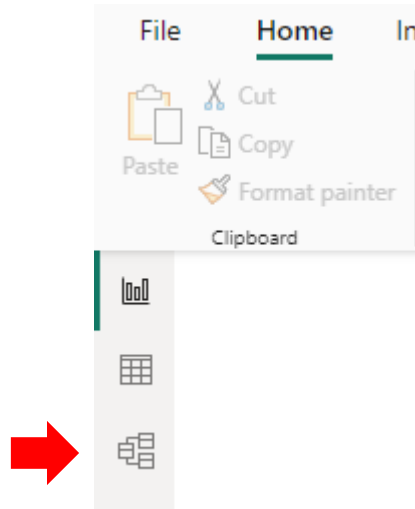 File Home In
Cut
Copy
Paste
Format painter
Clipboard